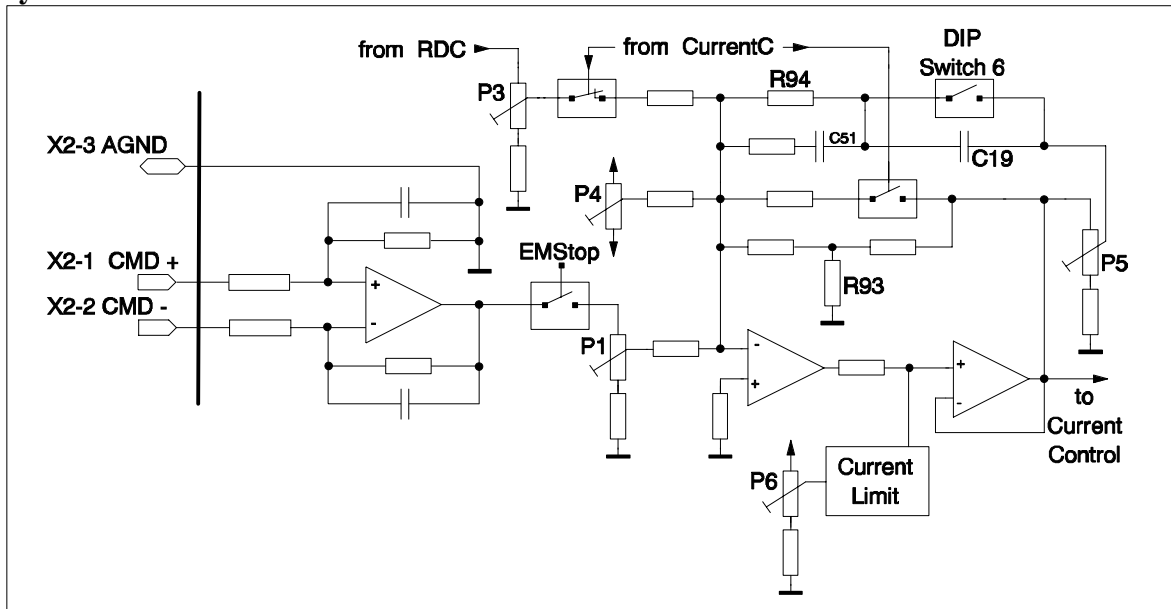 y
from RDC
from CurrentC
DIP
Switch 6
P3
R94
C51
C19
X2-3 AGND
P4
EMStop
X2-1 CMD +
X2-2 CMD -
P5
R93
+
-
P1
-
+
+
-
to
Current
Control
P6
Current
Limit